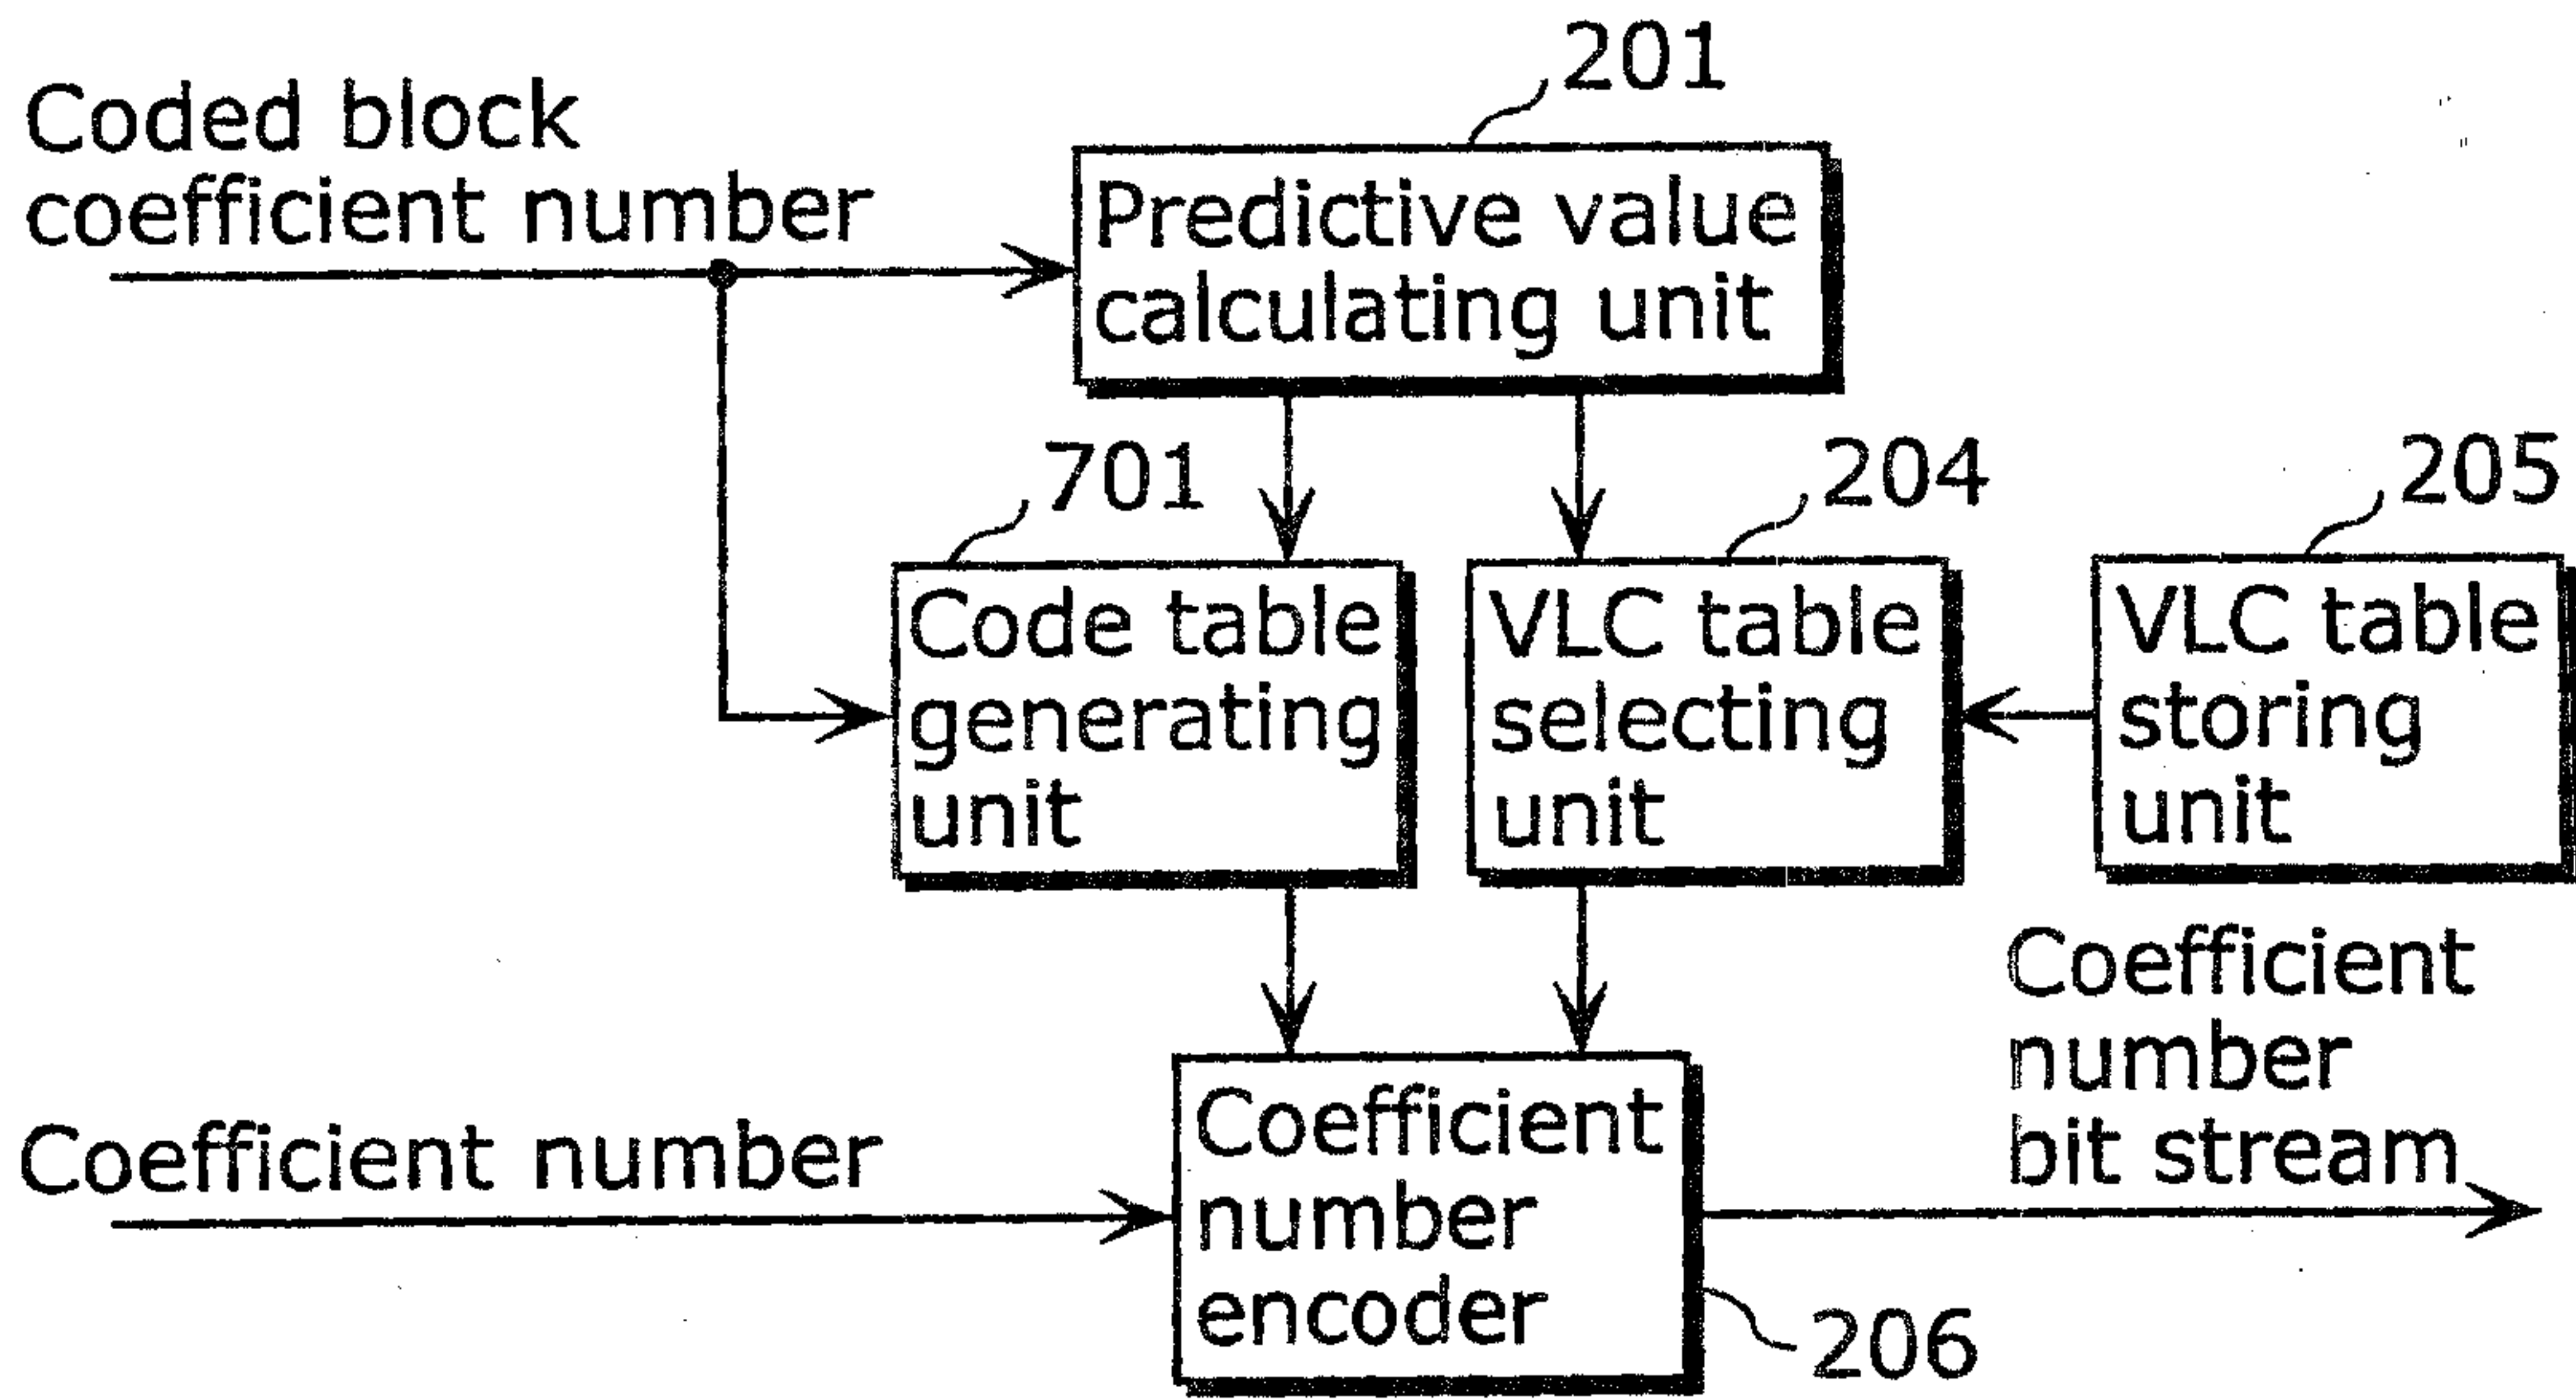 201
Coded block
coefficient number
Predictive value
calculating unit
701
204
205
Code table
generating
unit
VLC table
selecting
unit
VLC table
storing
unit
Coefficient
number
bit stream
Coefficient number
Coefficient
number
encoder
206